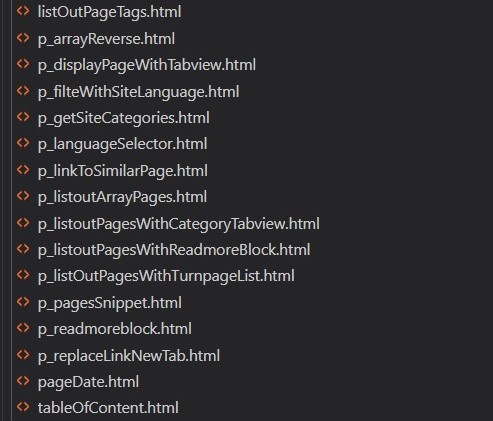 listOutPageTags.html
p_arrayReverse.html
p_displayPageWithTabview.html
p_filteWithSiteLanguage.html
p_getSiteCategories.html
p_languageSelector.html
p_linkToSimilarPage.html
p_listoutArrayPages.html
p_listoutPagesWithCategoryTabview.html
p_listoutPagesWithReadmoreBlock.html
p_listOutPagesWithTurnpageList.html
p_pagesSnippet.html
p_readmoreblock.html
p_replaceLinkNewTab.html
pageDate.html
tableOfContent.html